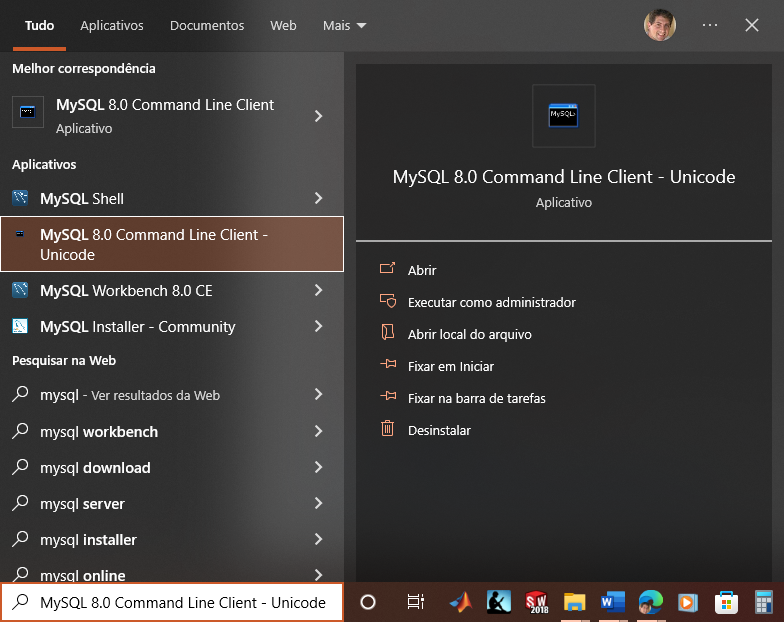 Tudo Aplicativos Documentos Web Mais
Melhor correspondência
MySQL 8.0 Command Line Client
Aplicativo
Aplicativos
MySQL Shell
MySQL 8.0 Command Line Client -
Unicode
MySQL Workbench 8.0 CE
MySQL Installer - Community
Pesquisar na Web
mysql - Ver resultados da Web
mysql workbench
mysql download
mysql server
mysql installer
mysql online
MySQL 8.0 Command Line Client - Unicode
MySQL>
MySQL 8.0 Command Line Client - Unicode
Aplicativo
Abrir
Executar como administrador
Abrir local do arquivo
Fixar em Iniciar
Fixar na barra de tarefas
Desinstalar
SW
2018
W